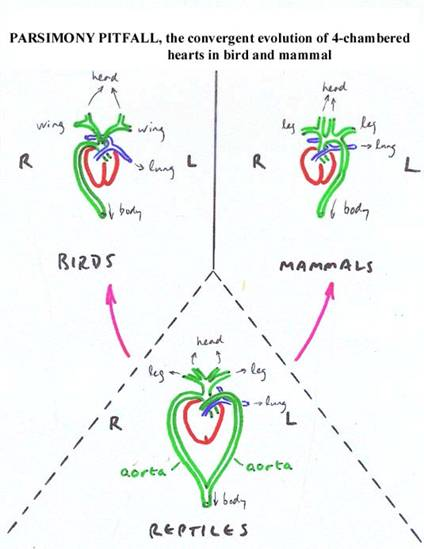 PARSIMONY PITFALL, the convergent evolution of 4-chambered
hearts in bird and mammal
head
wing
wing
R
L
lung
body
BIRDS
head
leg
leg
R
lung
L
body
MAMMALS
head
leg
leg
lung
R
L
aorta
aorta
body
REPTILES